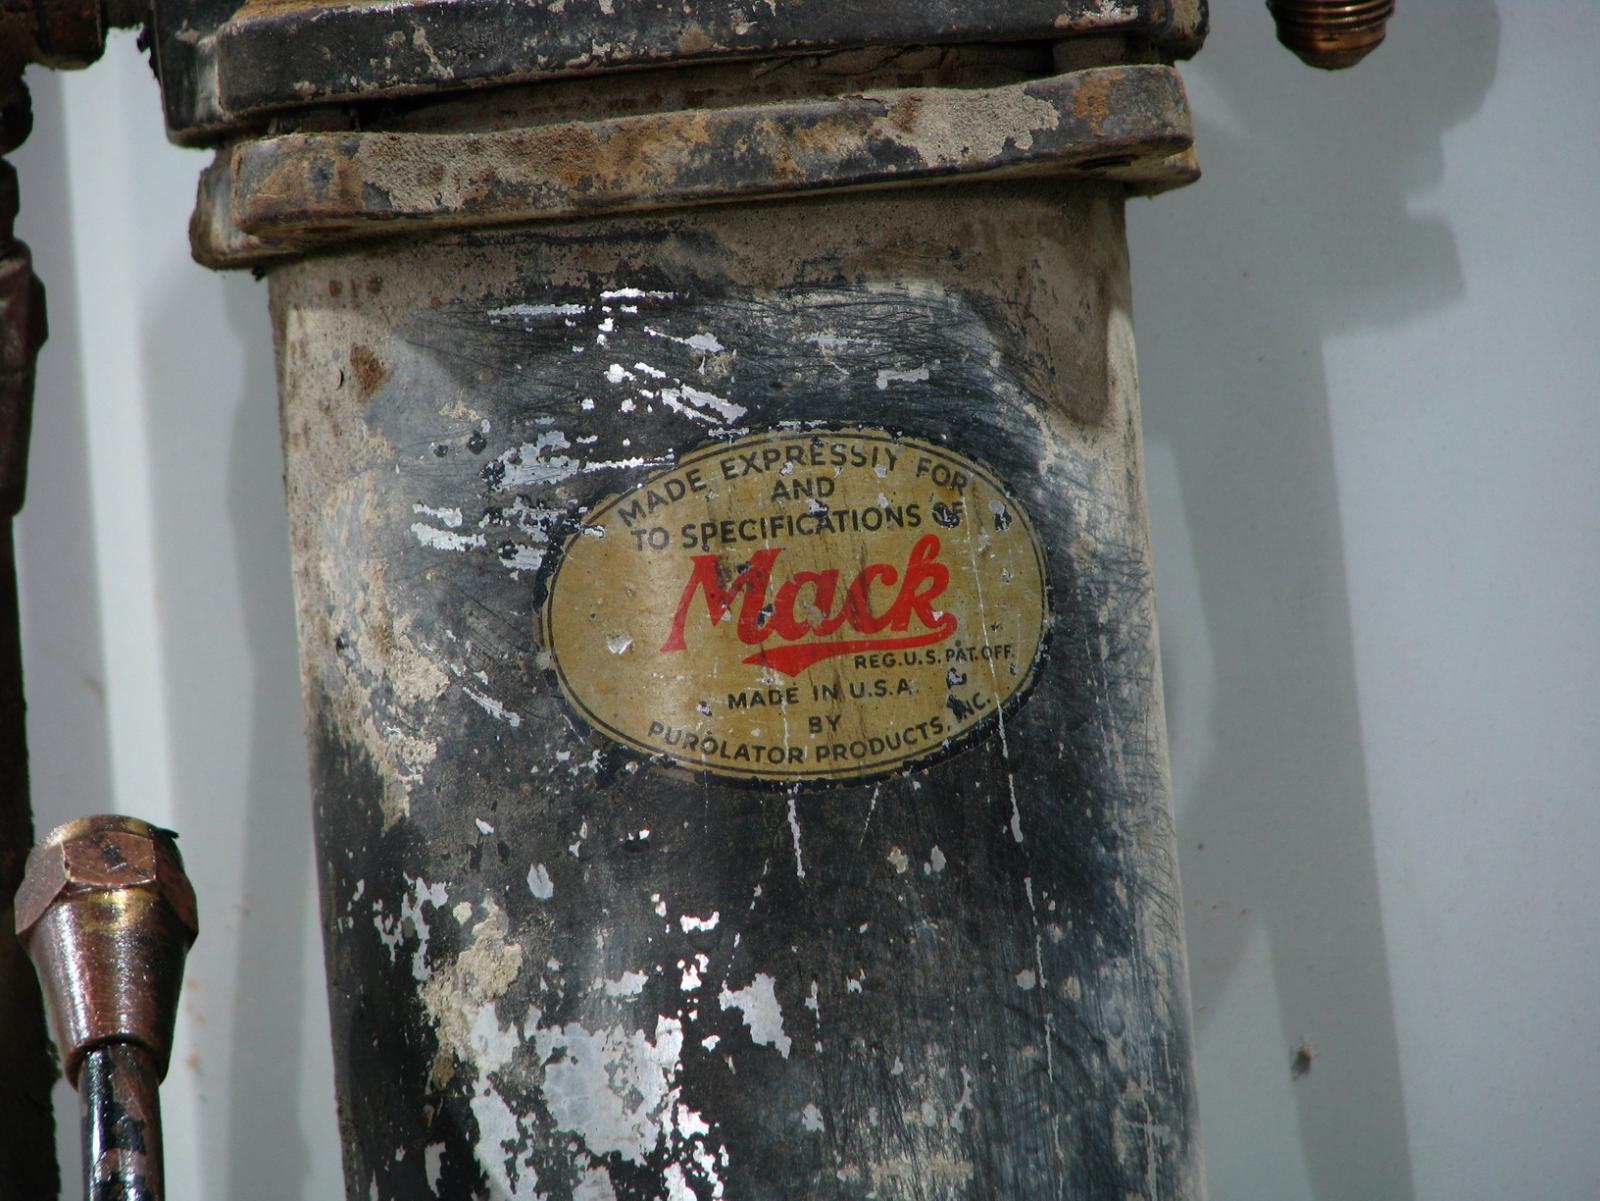 MADE EXPRESSLY FOR
AND
TO SPECIFICATIONS OF
Mack
REG. U.S. PAT. OFF.
MADE IN U.S.A.
BY
PUROLATOR PRODUCTS, INC.